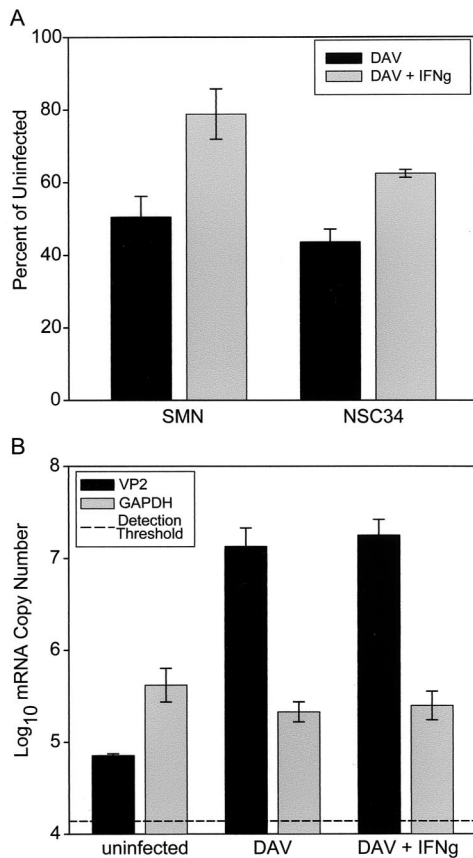 A
100
80
60
40
20
0
Percent of Uninfected
DAV
DAV + IFNg
SMN
NSC34
B
8
7
6
5
4
Log10 mRNA Copy Number
VP2
GAPDH
Detection
Threshold
uninfected
DAV
DAV + IFNg